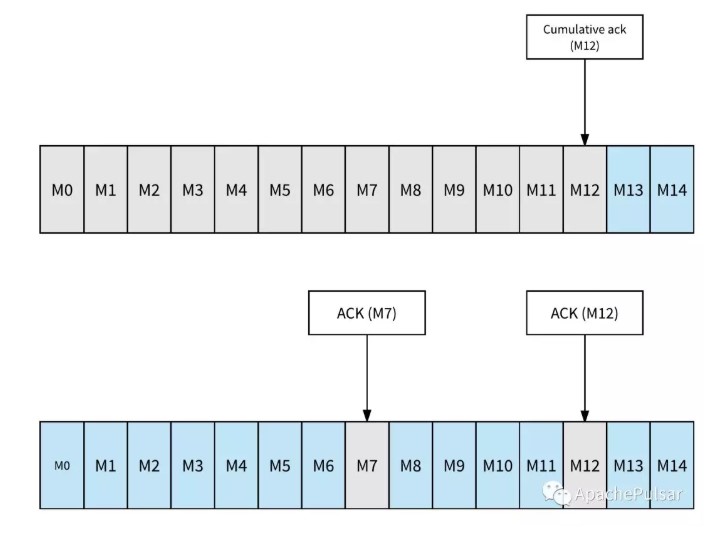 Cumulative ack
(M12)
M0 M1 M2 M3 M4 M5 M6 M7 M8 M9 M10 M11 M12 M13 M14
ACK (M7) ACK (M12)
M0 M1 M2 M3 M4 M5 M6 M7 M8 M9 M10 M11 M12 M13 M14
ApachePulsar